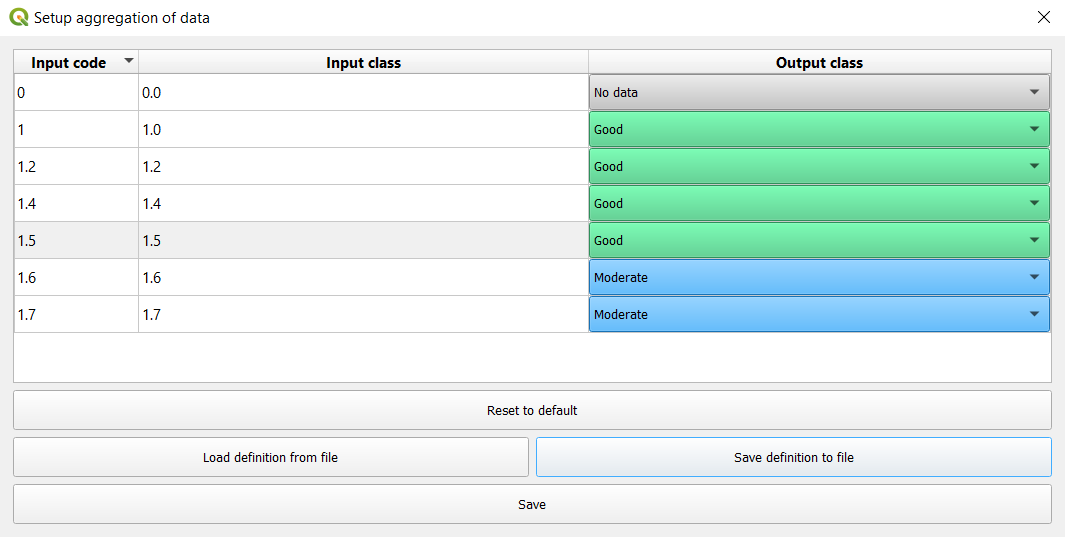 Setup aggregation of data
Input code Input class Output class
0 0.0 No data
1 1.0 Good
1.2 1.2 Good
1.4 1.4 Good
1.5 1.5 Good
1.6 1.6 Moderate
1.7 1.7 Moderate
Reset to default
Load definition from file Save definition to file
Save